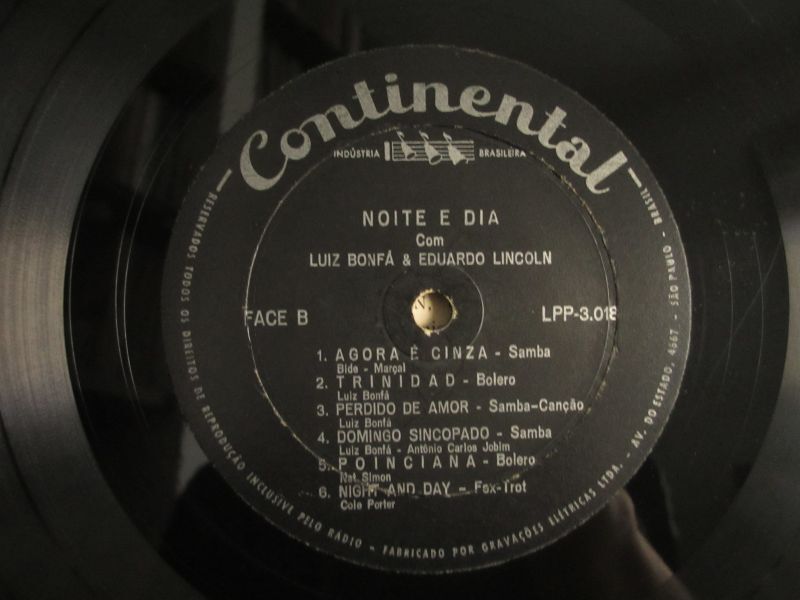 Continental
INDÚSTRIA BRASILEIRA
NOITE E DIA
Com
LUIZ BONFÁ & EDUARDO LINCOLN
FACE B
LPP-3.018
1. AGORA É CINZA - Samba
Bide - Marçal
2. TRINIDAD - Bolero
Luiz Bonfá
3. PERDIDO DE AMOR - Samba-Canção
Luiz Bonfá
4. DOMINGO SINCOPADO - Samba
Luiz Bonfá - Antônio Carlos Jobim
5. POINCIANA - Bolero
Nat Simon
6. NIGHT AND DAY - Fox-Trot
Cole Porter
RESERVADOS TODOS OS DIREITOS DE REPRODUÇÃO INCLUSIVE PELO RÁDIO - FABRICADO POR GRAVAÇÕES ELÉTRICAS LTDA. - AV. DO ESTADO, 4667 - SÃO PAULO - BRASIL